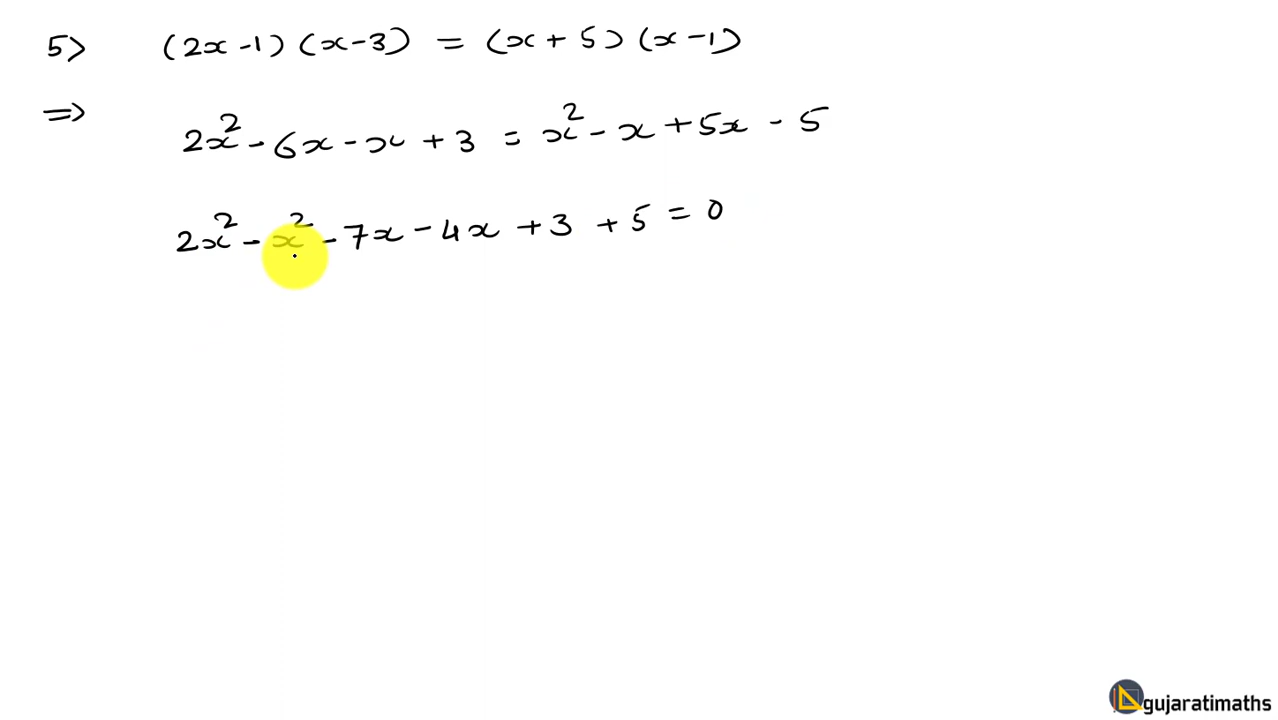 5) (2x -1) (x -3) = (x + 5) (x -1)
⇒ 2x² - 6x - x + 3 = x² - x + 5x - 5
2x² - x² - 7x - 4x + 3 + 5 = 0
gujaratimaths